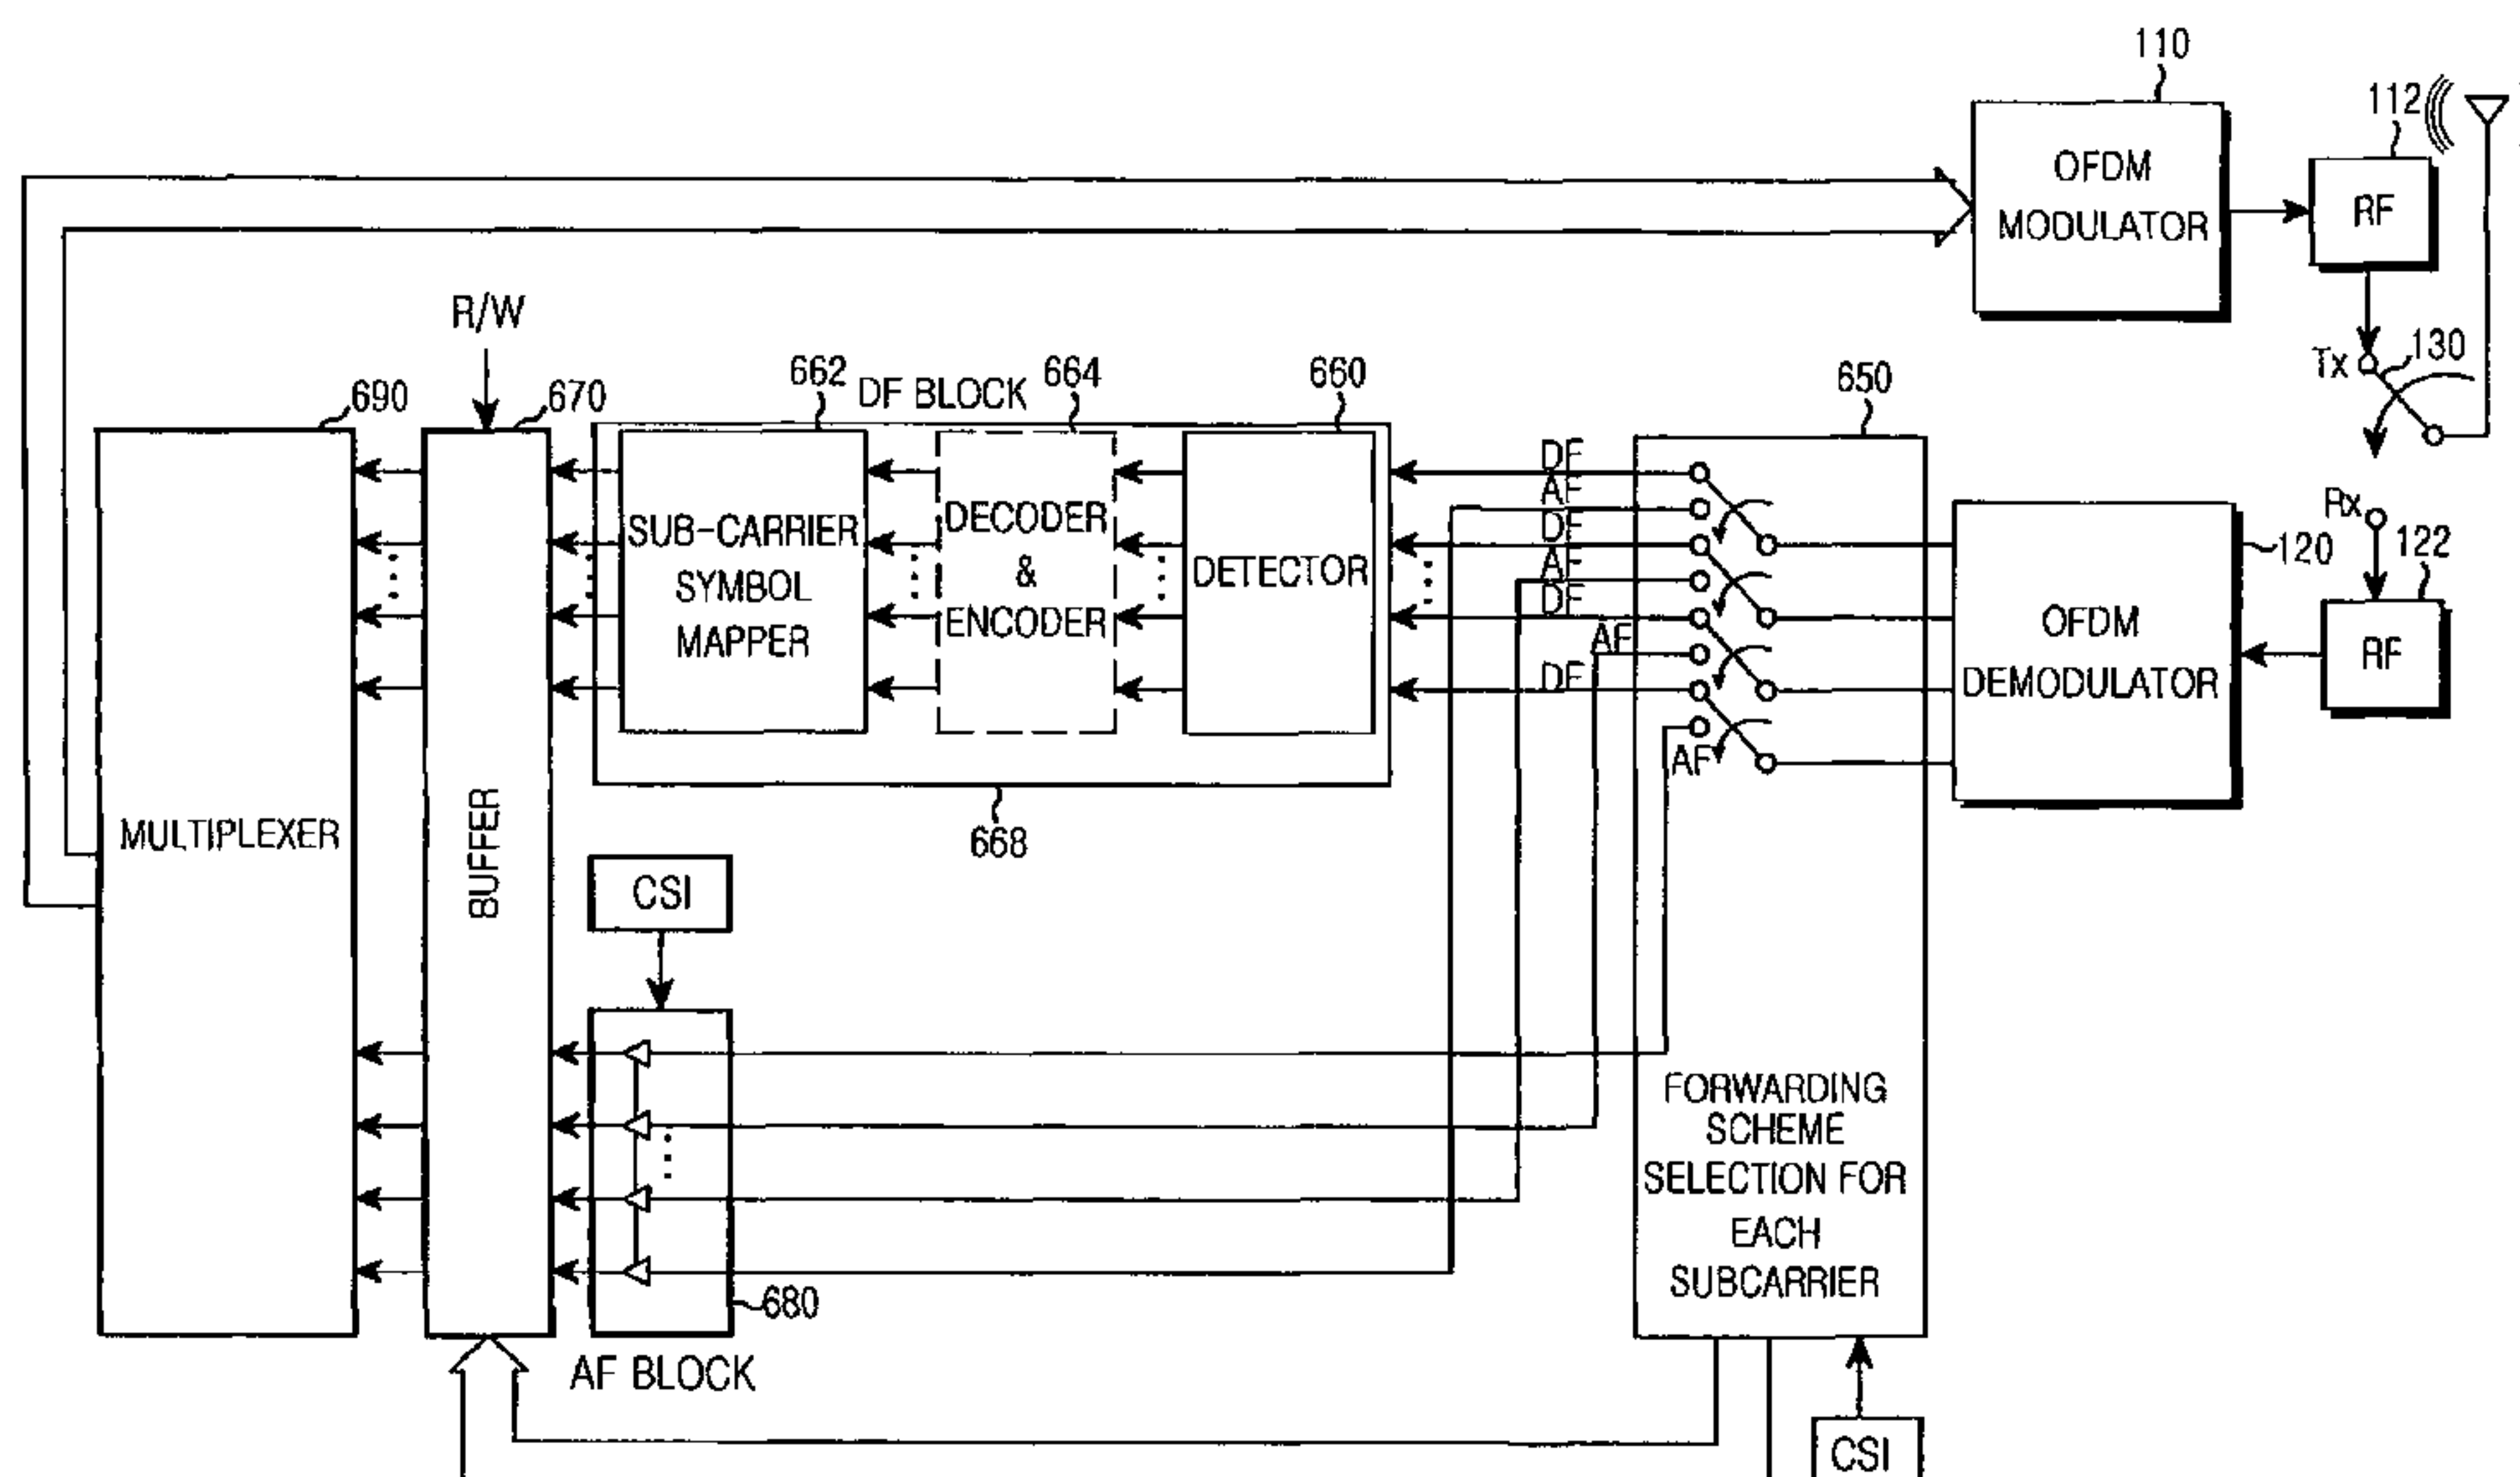 110
112
OFDM
MODULATOR
RF
R/W
Tx
130
690
670
662
DF BLOCK
664
660
650
DF
AF
DF
AF
DF
AF
DF
AF
Rx
120
122
SUB-CARRIER
SYMBOL
MAPPER
DECODER
&
ENCODER
DETECTOR
OFDM
DEMODULATOR
RF
MULTIPLEXER
BUFFER
668
CSI
FORWARDING
SCHEME
SELECTION FOR
EACH
SUBCARRIER
680
AF BLOCK
CSI